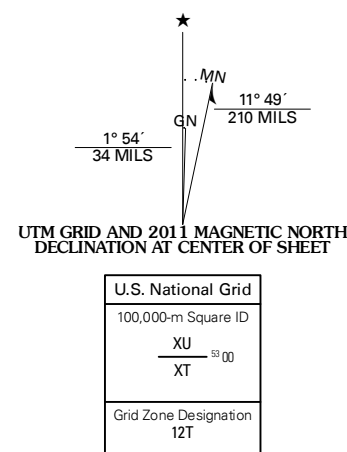 ★
MN
11° 49´
210 MILS
GN
1° 54´
34 MILS
UTM GRID AND 2011 MAGNETIC NORTH
DECLINATION AT CENTER OF SHEET
U.S. National Grid
100,000-m Square ID
XU
53 00
XT
Grid Zone Designation
12T